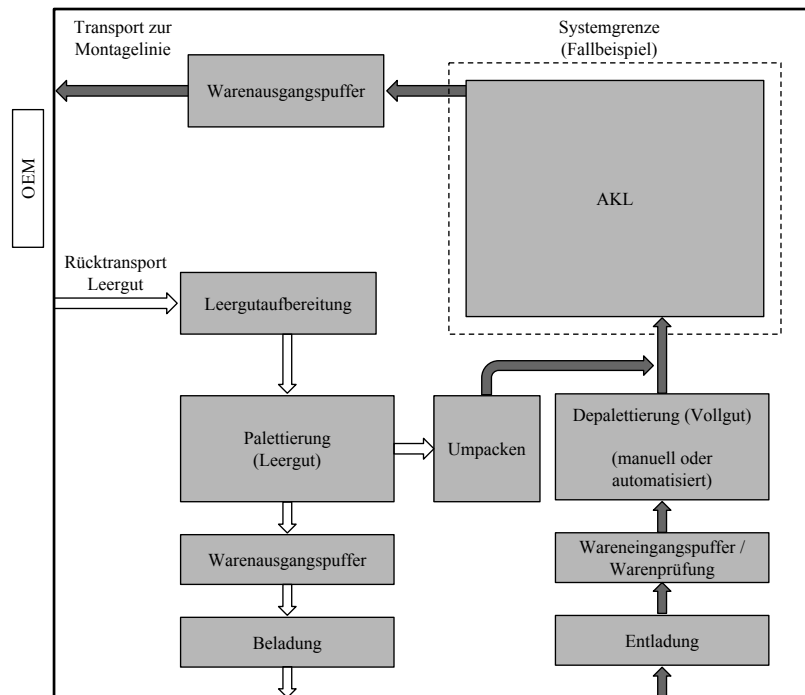 Transport zur
Montagelinie
Systemgrenze
(Fallbeispiel)
Warenausgangspuffer
AKL
OEM
Rücktransport
Leergut
Leergutaufbereitung
Palettierung
(Leergut)
Umpacken
Depalettierung (Vollgut)
(manuell oder
automatisiert)
Warenausgangspuffer
Wareneingangspuffer /
Warenprüfung
Beladung
Entladung